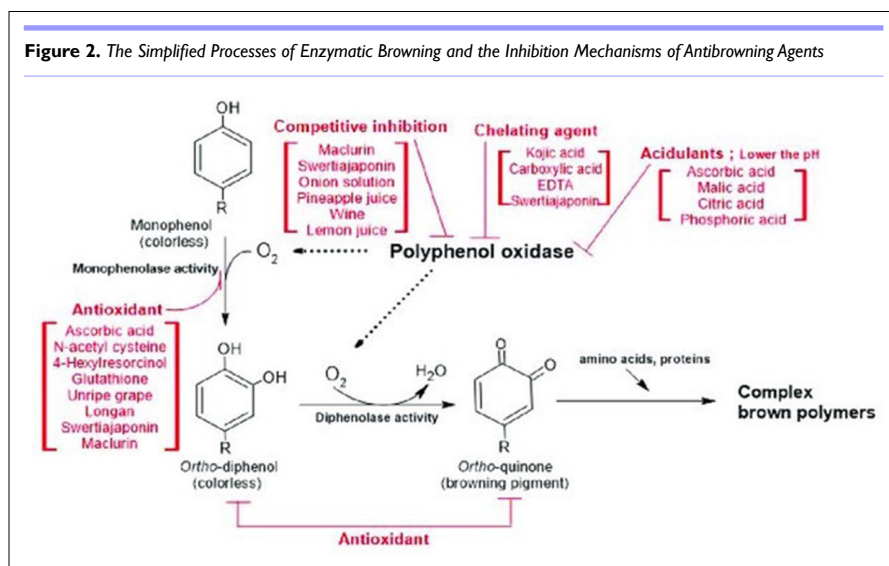 Figure 2. The Simplified Processes of Enzymatic Browning and the Inhibition Mechanisms of Antibrowning Agents
OH
R
Monophenol
(colorless)
Competitive inhibition
Maclurin
Swertiajaponin
Onion solution
Pineapple juice
Wine
Lemon juice
Chelating agent
Kojic acid
Carboxylic acid
EDTA
Swertiajaponin
Acidulants ; Lower the pH
Ascorbic acid
Malic acid
Citric acid
Phosphoric acid
O2
Polyphenol oxidase
Monophenolase activity
Antioxidant
Ascorbic acid
N-acetyl cysteine
4-Hexylresorcinol
Glutathione
Unripe grape
Longan
Swertiajaponin
Maclurin
OH
OH
R
Ortho-diphenol
(colorless)
O2
H2O
Diphenolase activity
O
O
R
Ortho-quinone
(browning pigment)
amino acids, proteins
Complex
brown polymers
Antioxidant